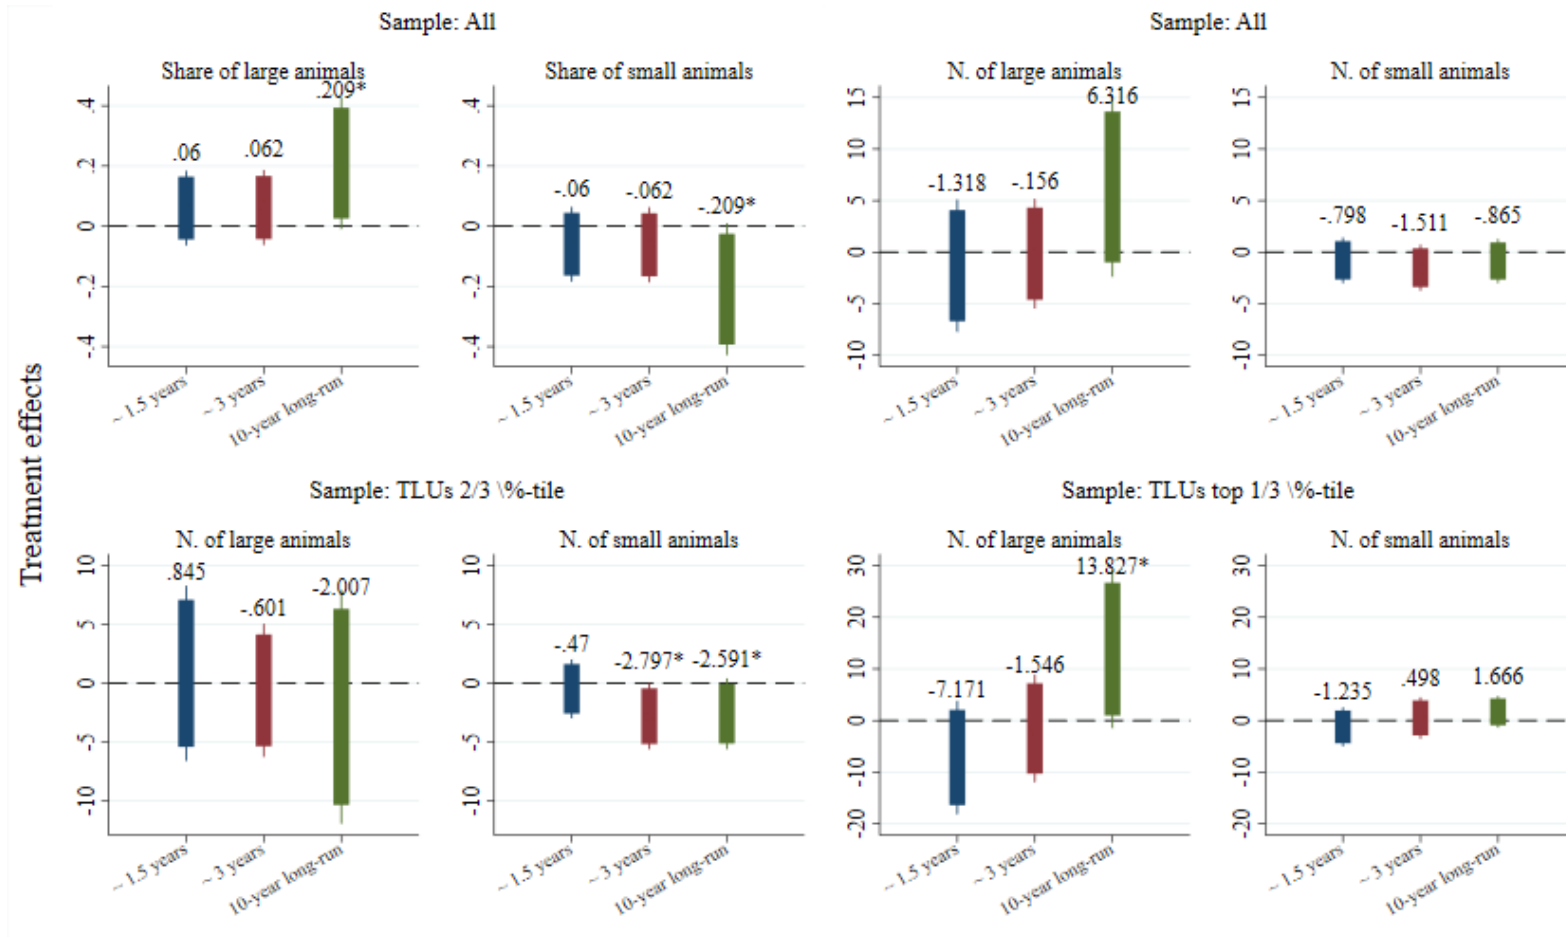 Sample: All
Sample: All
Treatment effects
Share of large animals
.4
.2
0
-.2
-.4
.06
.062
.209*
~ 1.5 years
~ 3 years
10-year long-run
Share of small animals
.4
.2
0
-.2
-.4
-.06
-.062
-.209*
~ 1.5 years
~ 3 years
10-year long-run
N. of large animals
15
10
5
0
-5
-10
-1.318
-.156
6.316
~ 1.5 years
~ 3 years
10-year long-run
N. of small animals
15
10
5
0
-5
-10
-.798
-1.511
-.865
~ 1.5 years
~ 3 years
10-year long-run
Sample: TLUs 2/3 \%-tile
Sample: TLUs top 1/3 \%-tile
N. of large animals
10
5
0
-5
-10
.845
-.601
-2.007
~ 1.5 years
~ 3 years
10-year long-run
N. of small animals
10
5
0
-5
-10
-.47
-2.797*
-2.591*
~ 1.5 years
~ 3 years
10-year long-run
N. of large animals
30
20
10
0
-10
-20
-7.171
-1.546
13.827*
~ 1.5 years
~ 3 years
10-year long-run
N. of small animals
30
20
10
0
-10
-20
-1.235
.498
1.666
~ 1.5 years
~ 3 years
10-year long-run